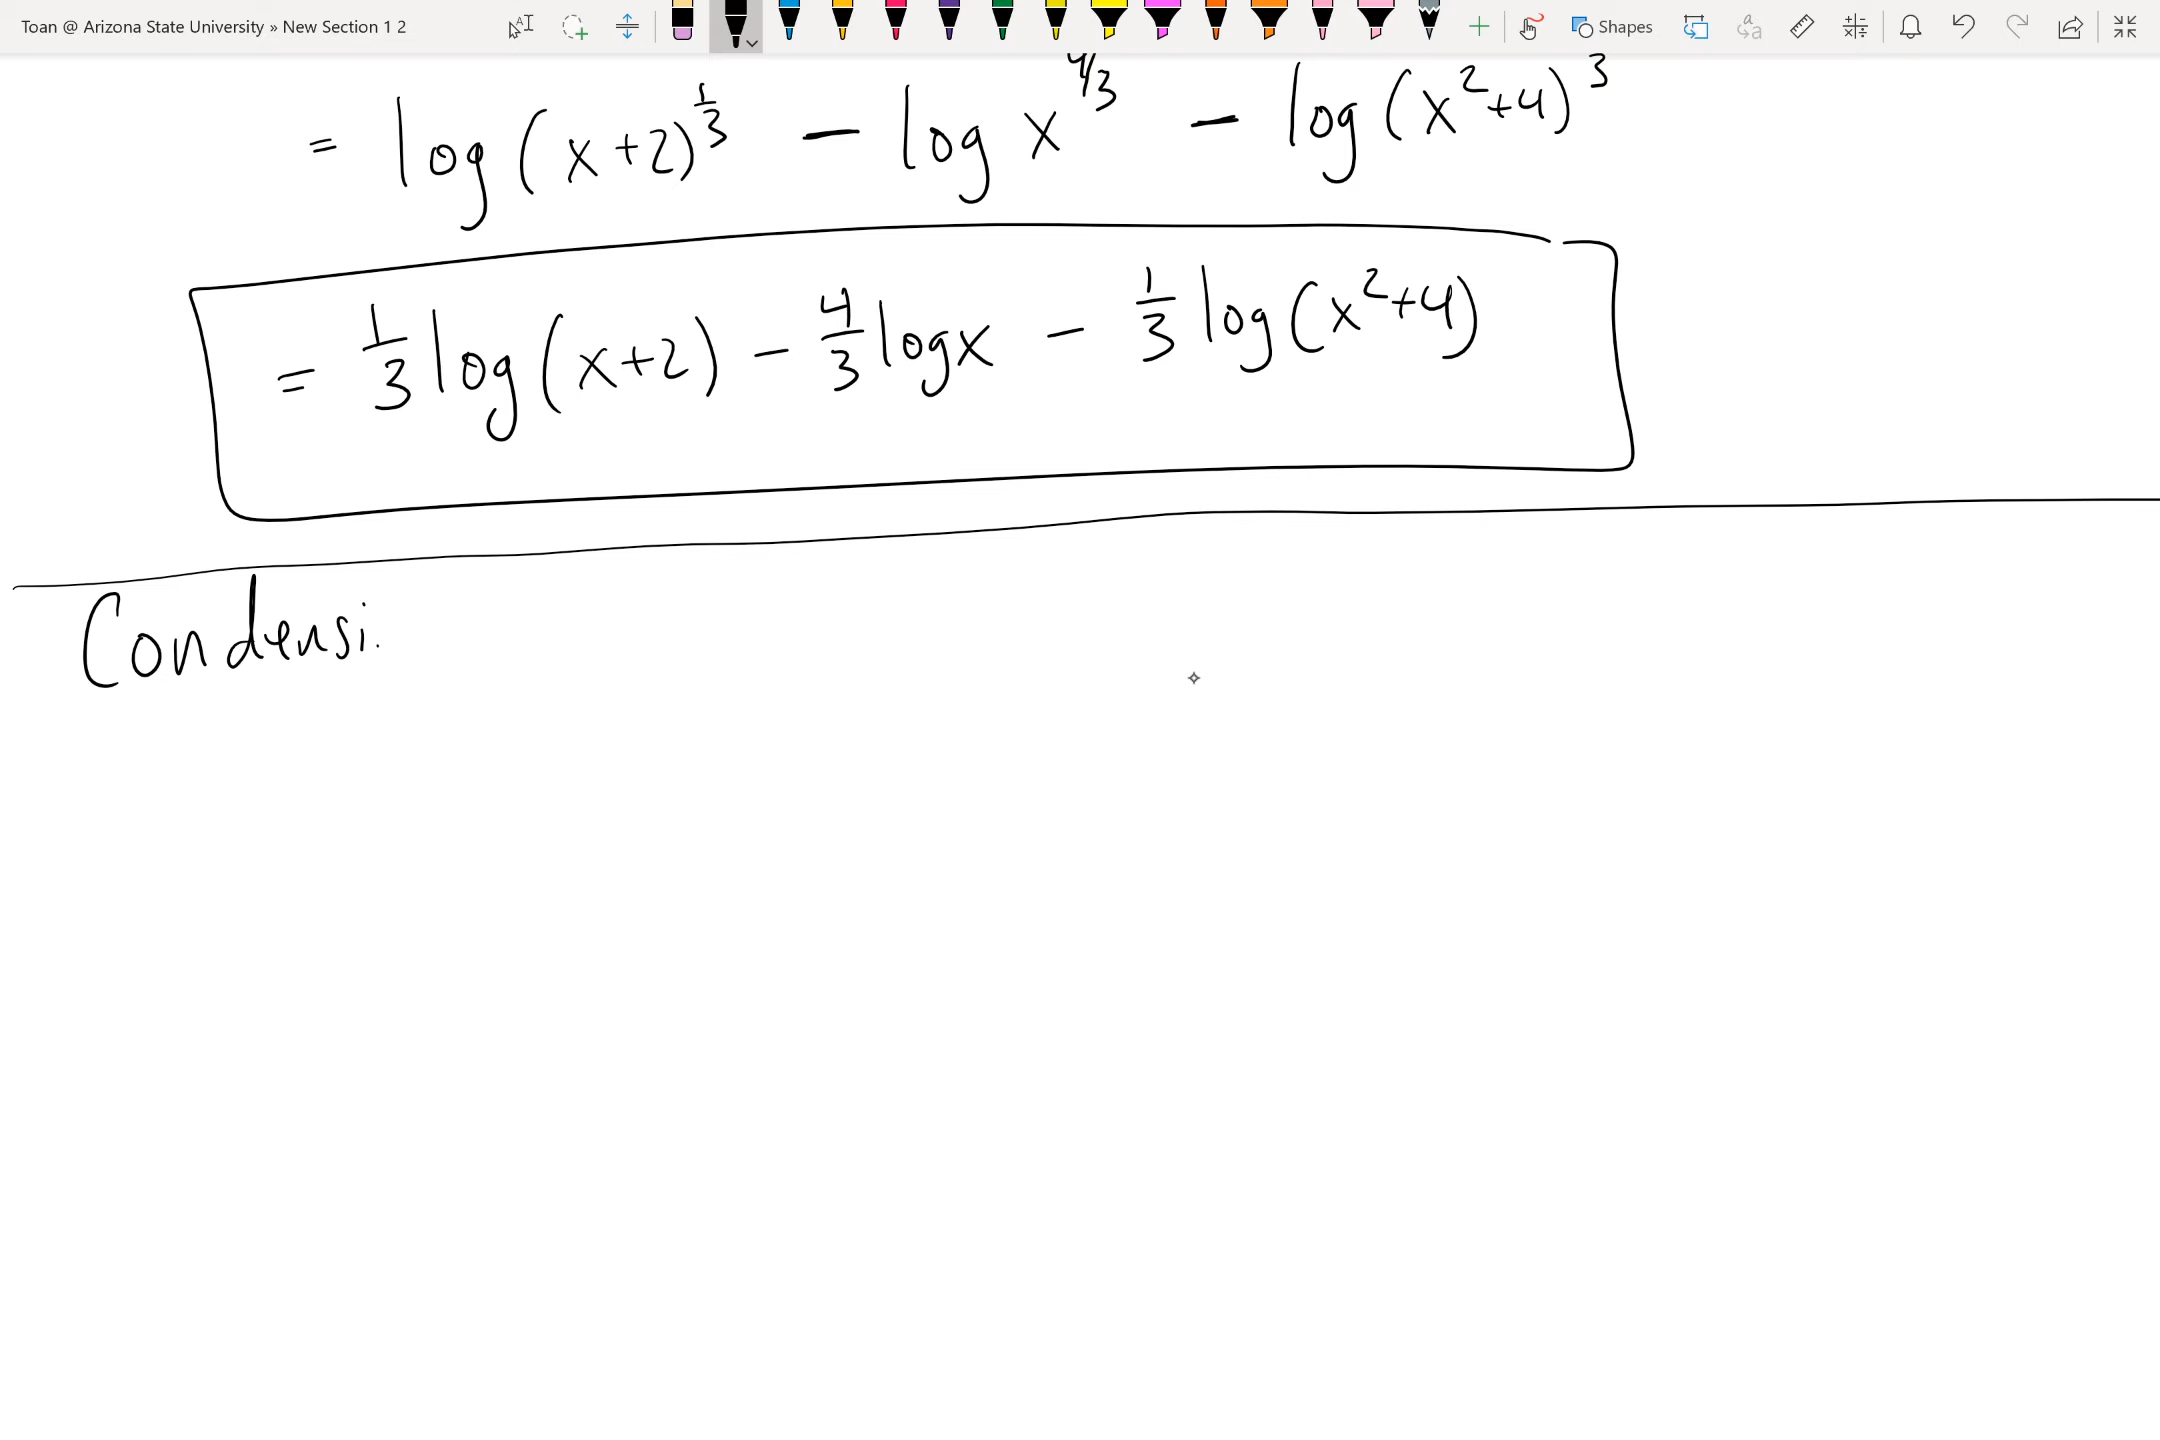 Toan @ Arizona State University » New Section 1 2
Shapes
= log (x+2)^{1/3} − log x^{4/3} − log (x^2+4)^3
= 1/3 log (x+2) − 4/3 log x − 1/3 log (x^2+4)
Condensi.